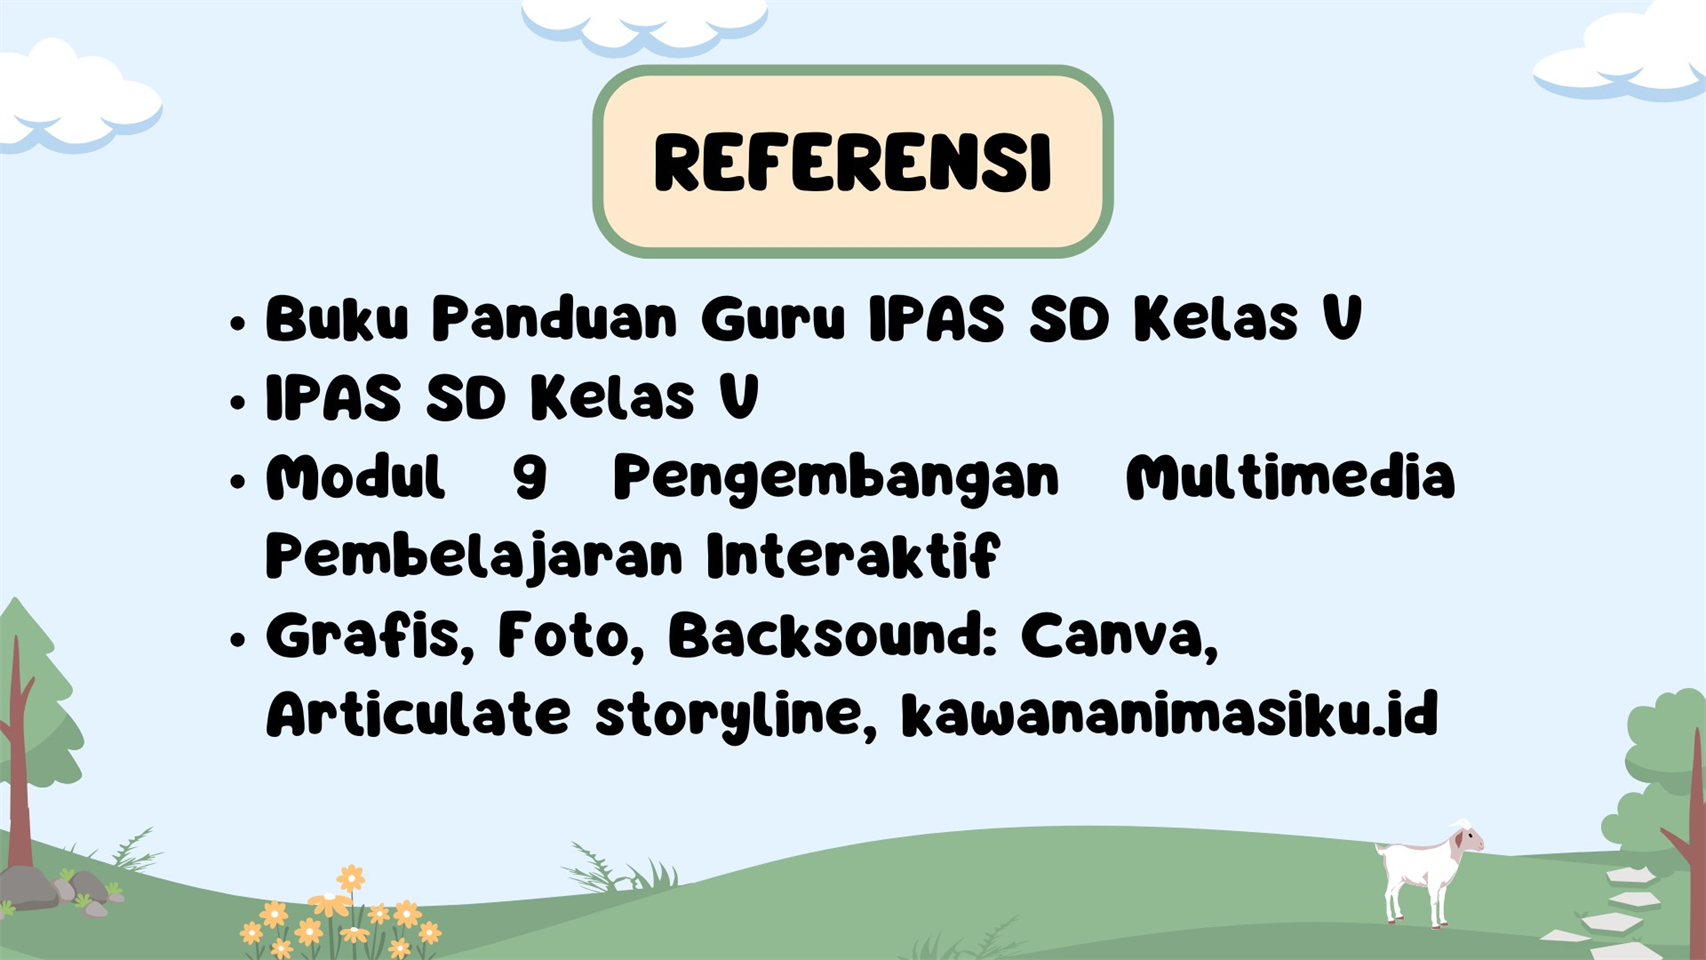 REFERENSI
• Buku Panduan Guru IPAS SD Kelas V
• IPAS SD Kelas V
• Modul 9 Pengembangan Multimedia
Pembelajaran Interaktif
• Grafis, Foto, Backsound: Canva,
Articulate storyline, kawananimasiku.id